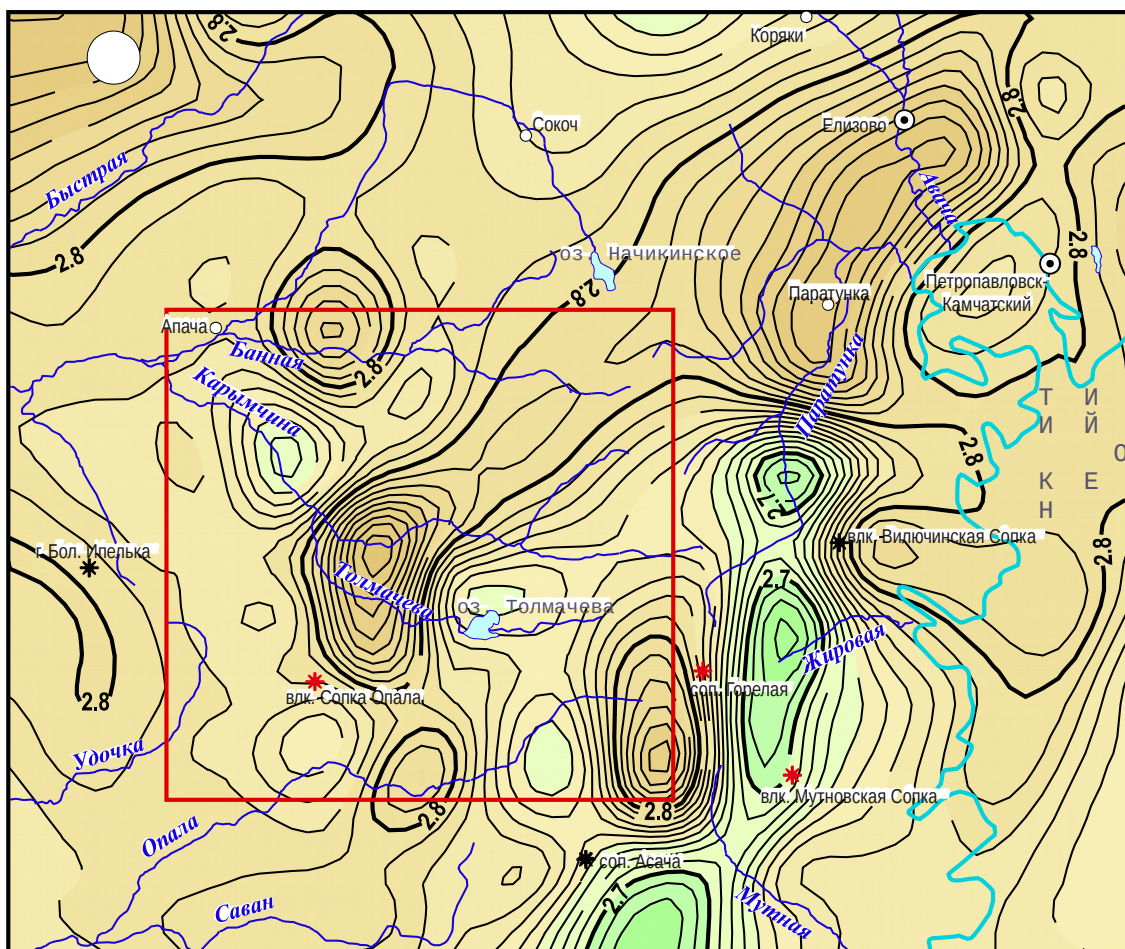 2.8
Коряки
2.8
Сокоч
Елизово
Быстрая
Авача
2.8
2.8
оз. Начикинское
Петропавловск-
Камчатский
2.8
Паратунка
Апача
Банная
2.8
Паратунка
Карымчина
Т И
И Й
О
К Е
Н
2.8
2.7
влк. Вилючинская Сопка
г. Бол. Ипелька
2.8
Толмачева
2.7
оз. Толмачева
Жировая
соп. Горелая
влк. Сопка Опала
2.8
Удочка
влк. Мутновская Сопка
2.8
2.8
Опала
соп. Асача
2.7
Саван
Мутная